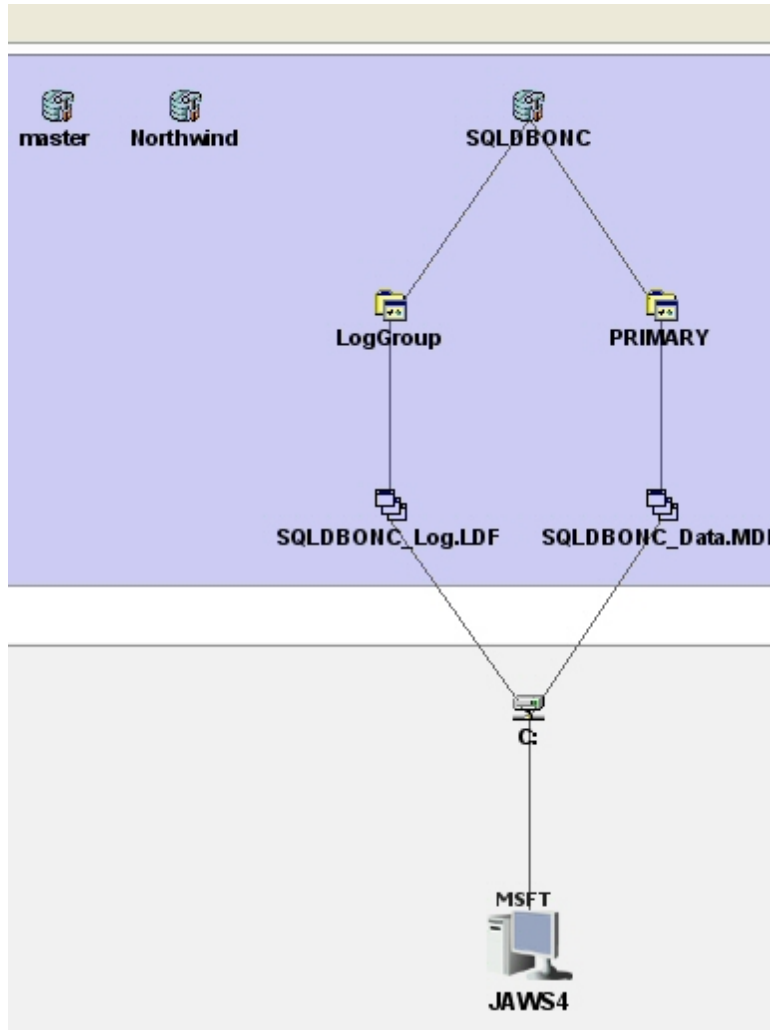 master Northwind SQLDBONC
LogGroup PRIMARY
SQLDBONC_Log.LDF SQLDBONC_Data.MD
C:
MSFT
JAWS4